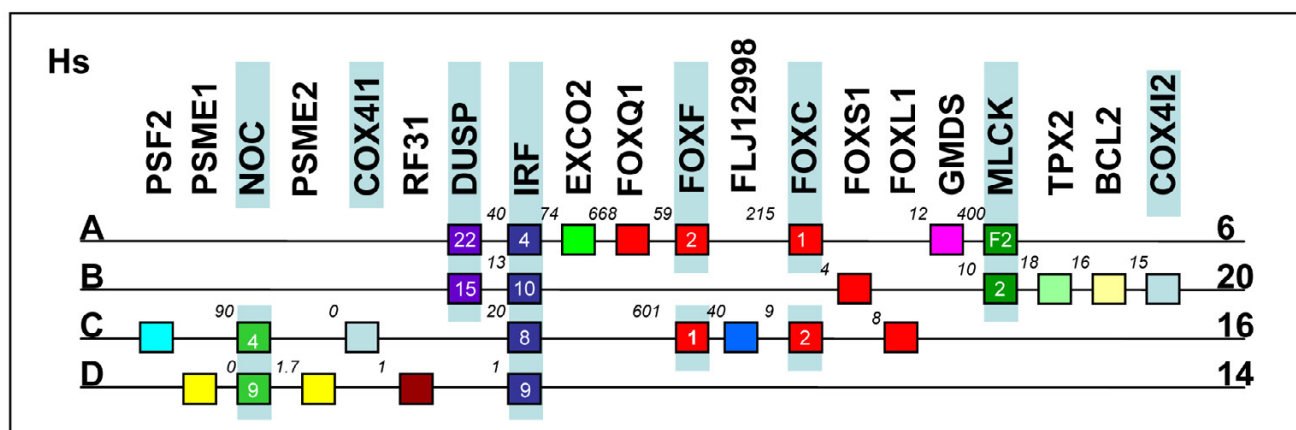 Hs
PSF2 PSME1 NOC PSME2 COX4I1 RF31 DUSP IRF EXCO2 FOXQ1 FOXF FLJ12998 FOXC FOXS1 FOXL1 GMDS MLCK TPX2 BCL2 COX4I2
40 74 668 59 215 12 400
A 22 4 2 1 F2 6
13 4 10 18 16 15
B 15 10 2 20
90 0 20 601 40 9 8
C 4 8 1 2 16
0 1.7 1 1
D 9 9 14